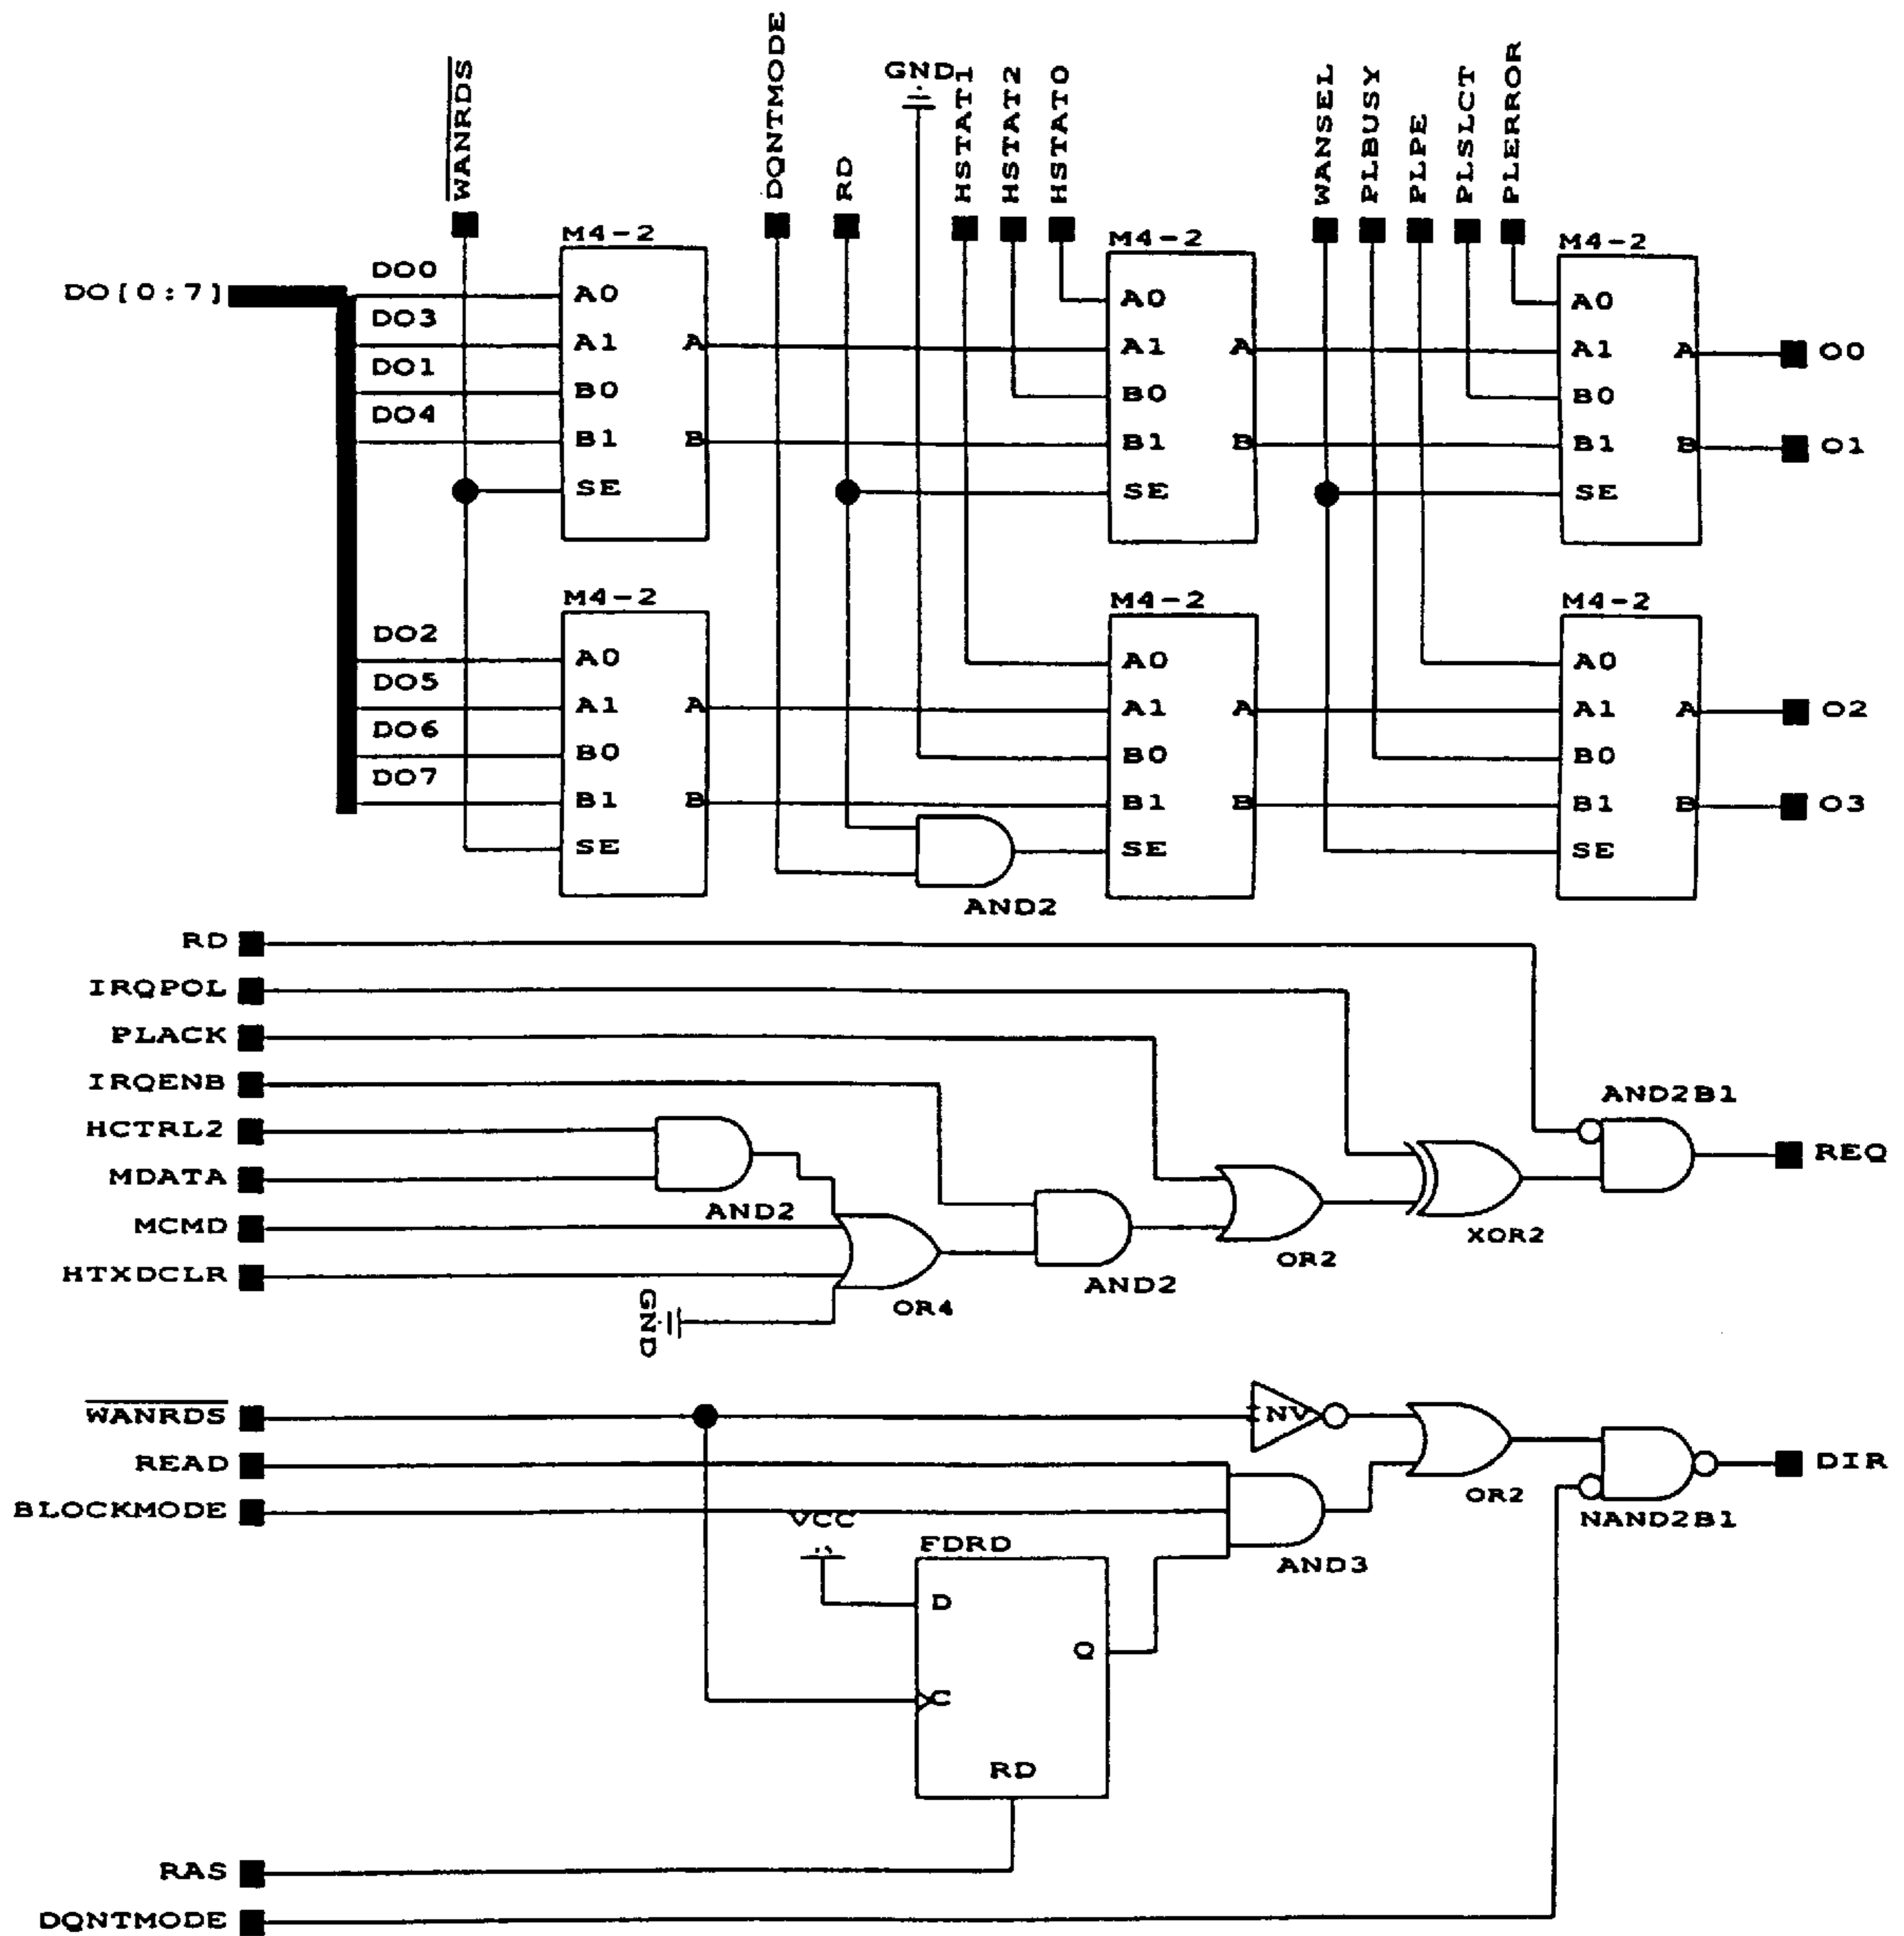 WANRDS
DQNTMODE
RD
GND
HSTAT1
HSTAT2
HSTAT0
WANSEL
PLBUSY
PLPE
PLSLCT
PLERROR
DO[0:7]
DO0
DO3
DO1
DO4
M4-2
A0
A1
B0
B1
SE
A
B
M4-2
A0
A1
B0
B1
SE
A
B
M4-2
A0
A1
B0
B1
SE
A
B
O0
O1
DO2
DO5
DO6
DO7
M4-2
A0
A1
B0
B1
SE
A
B
AND2
M4-2
A0
A1
B0
B1
SE
A
B
M4-2
A0
A1
B0
B1
SE
A
B
O2
O3
RD
IRQPOL
PLACK
IRQENB
HCTRL2
MDATA
MCMD
HTXDCLR
GND
AND2
OR4
AND2
OR2
XOR2
AND2B1
REQ
WANRDS
READ
BLOCKMODE
VCC
FDRD
D
Q
C
RD
INV
AND3
OR2
NAND2B1
DIR
RAS
DQNTMODE